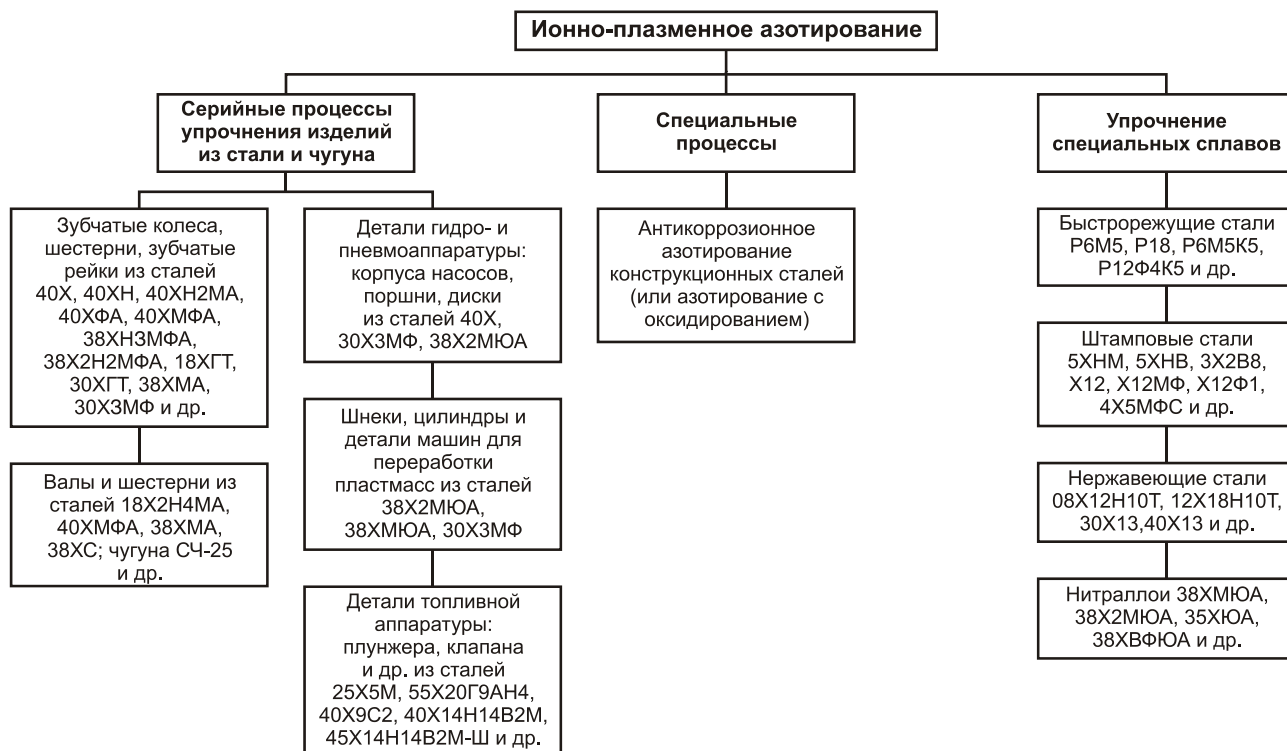 Ионно-плазменное азотирование
Серийные процессы
упрочнения изделий
из стали и чугуна
Специальные
процессы
Упрочнение
специальных сплавов
Зубчатые колеса,
шестерни, зубчатые
рейки из сталей
40Х, 40ХН, 40ХН2МА,
40ХФА, 40ХМФА,
38ХН3МФА,
38Х2Н2МФА, 18ХГТ,
30ХГТ, 38ХМА,
30Х3МФ и др.
Валы и шестерни из
сталей 18Х2Н4МА,
40ХМФА, 38ХМА,
38ХС; чугуна СЧ-25
и др.
Детали гидро- и
пневмоаппаратуры:
корпуса насосов,
поршни, диски
из сталей 40Х,
30Х3МФ, 38Х2МЮА
Шнеки, цилиндры и
детали машин для
переработки
пластмасс из сталей
38Х2МЮА,
38ХМЮА, 30Х3МФ
Детали топливной
аппаратуры:
плунжера, клапана
и др. из сталей
25Х5М, 55Х20Г9АН4,
40Х9С2, 40Х14Н14В2М,
45Х14Н14В2М-Ш и др.
Антикоррозионное
азотирование
конструкционных сталей
(или азотирование с
оксидированием)
Быстрорежущие стали
Р6М5, Р18, Р6М5К5,
Р12Ф4К5 и др.
Штамповые стали
5ХНМ, 5ХНВ, 3Х2В8,
Х12, Х12МФ, Х12Ф1,
4Х5МФС и др.
Нержавеющие стали
08Х12Н10Т, 12Х18Н10Т,
30Х13,40Х13 и др.
Нитраллои 38ХМЮА,
38Х2МЮА, 35ХЮА,
38ХВФЮА и др.